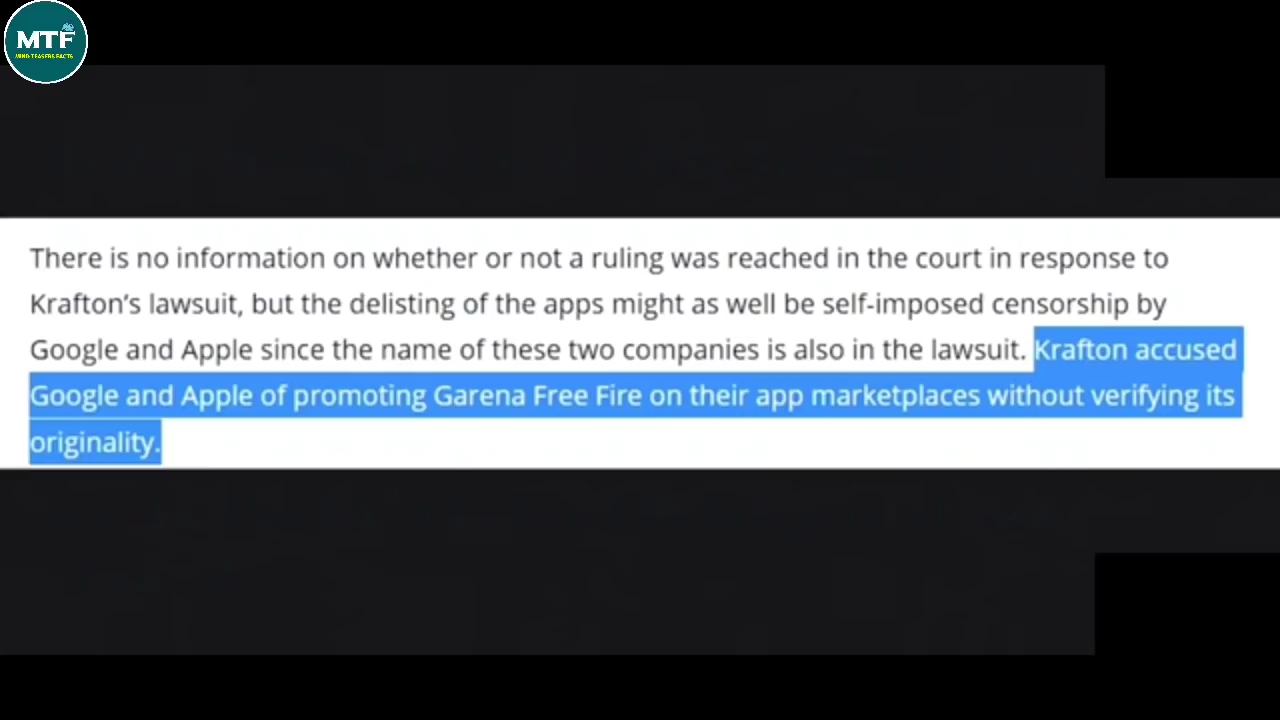 MTF
MIND TEASERS FACTS
There is no information on whether or not a ruling was reached in the court in response to
Krafton’s lawsuit, but the delisting of the apps might as well be self-imposed censorship by
Google and Apple since the name of these two companies is also in the lawsuit. Krafton accused
Google and Apple of promoting Garena Free Fire on their app marketplaces without verifying its
originality.